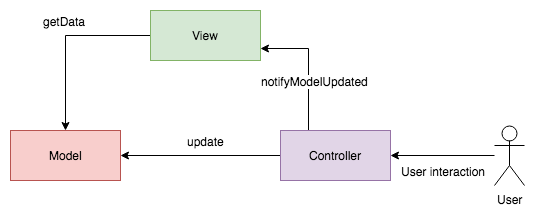 getData
View
notifyModelUpdated
update
Model
Controller
User interaction
User